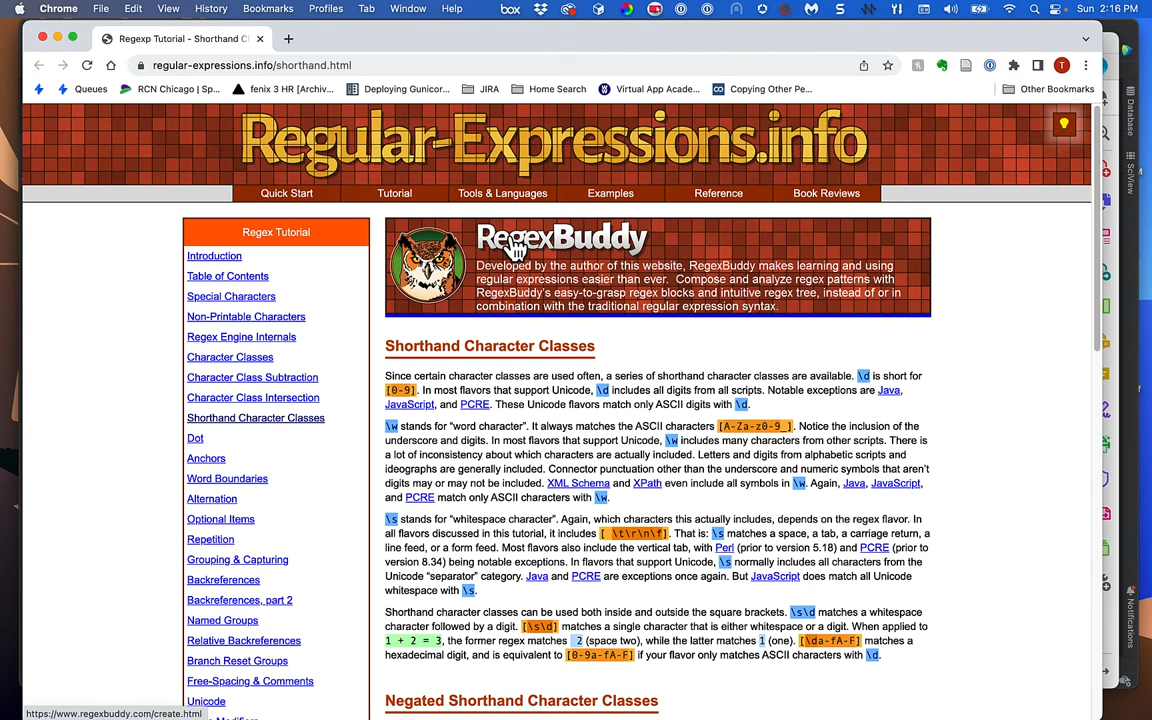 Chrome File Edit View History Bookmarks Profiles Tab Window Help box Sun 2:16 PM
Regexp Tutorial - Shorthand C
regular-expressions.info/shorthand.html
T
Queues RCN Chicago | Sp... fenix 3 HR [Archiv... Deploying Gunicor... JIRA Home Search Virtual App Acade... Copying Other Pe... Other Bookmarks
Regular-Expressions.info
Quick Start Tutorial Tools & Languages Examples Reference Book Reviews
Regex Tutorial
Introduction
Table of Contents
Special Characters
Non-Printable Characters
Regex Engine Internals
Character Classes
Character Class Subtraction
Character Class Intersection
Shorthand Character Classes
Dot
Anchors
Word Boundaries
Alternation
Optional Items
Repetition
Grouping & Capturing
Backreferences
Backreferences, part 2
Named Groups
Relative Backreferences
Branch Reset Groups
Free-Spacing & Comments
Unicode
RegexBuddy
Developed by the author of this website, RegexBuddy makes learning and using
regular expressions easier than ever. Compose and analyze regex patterns with
RegexBuddy's easy-to-grasp regex blocks and intuitive regex tree, instead of or in
combination with the traditional regular expression syntax.
Shorthand Character Classes
Since certain character classes are used often, a series of shorthand character classes are available. \d is short for
[0-9]. In most flavors that support Unicode, \d includes all digits from all scripts. Notable exceptions are Java,
JavaScript, and PCRE. These Unicode flavors match only ASCII digits with \d.
\w stands for “word character”. It always matches the ASCII characters [A-Za-z0-9_]. Notice the inclusion of the
underscore and digits. In most flavors that support Unicode, \w includes many characters from other scripts. There is
a lot of inconsistency about which characters are actually included. Letters and digits from alphabetic scripts and
ideographs are generally included. Connector punctuation other than the underscore and numeric symbols that aren’t
digits may or may not be included. XML Schema and XPath even include all symbols in \w. Again, Java, JavaScript,
and PCRE match only ASCII characters with \w.
\s stands for “whitespace character”. Again, which characters this actually includes, depends on the regex flavor. In
all flavors discussed in this tutorial, it includes [ \t\r\n\f]. That is: \s matches a space, a tab, a carriage return, a
line feed, or a form feed. Most flavors also include the vertical tab, with Perl (prior to version 5.18) and PCRE (prior to
version 8.34) being notable exceptions. In flavors that support Unicode, \s normally includes all characters from the
Unicode “separator” category. Java and PCRE are exceptions once again. But JavaScript does match all Unicode
whitespace with \s.
Shorthand character classes can be used both inside and outside the square brackets. \s\d matches a whitespace
character followed by a digit. [\s\d] matches a single character that is either whitespace or a digit. When applied to
1 + 2 = 3, the former regex matches 2 (space two), while the latter matches 1 (one). [\da-fA-F] matches a
hexadecimal digit, and is equivalent to [0-9a-fA-F] if your flavor only matches ASCII characters with \d.
Negated Shorthand Character Classes
https://www.regexbuddy.com/create.html
Database
SciView
Notifications